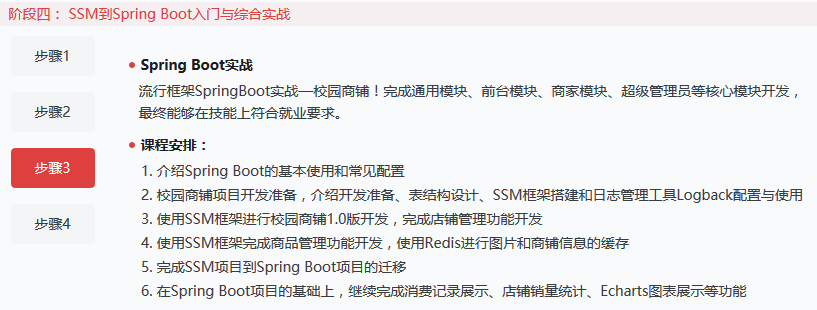 阶段四： SSM到Spring Boot入门与综合实战
步骤1
步骤2
步骤3
步骤4
Spring Boot实战
流行框架SpringBoot实战—校园商铺！完成通用模块、前台模块、商家模块、超级管理员等核心模块开发，
最终能够在技能上符合就业要求。
课程安排：
1. 介绍Spring Boot的基本使用和常见配置
2. 校园商铺项目开发准备，介绍开发准备、表结构设计、SSM框架搭建和日志管理工具Logback配置与使用
3. 使用SSM框架进行校园商铺1.0版开发，完成店铺管理功能开发
4. 使用SSM框架完成商品管理功能开发，使用Redis进行图片和商铺信息的缓存
5. 完成SSM项目到Spring Boot项目的迁移
6. 在Spring Boot项目的基础上，继续完成消费记录展示、店铺销量统计、Echarts图表展示等功能